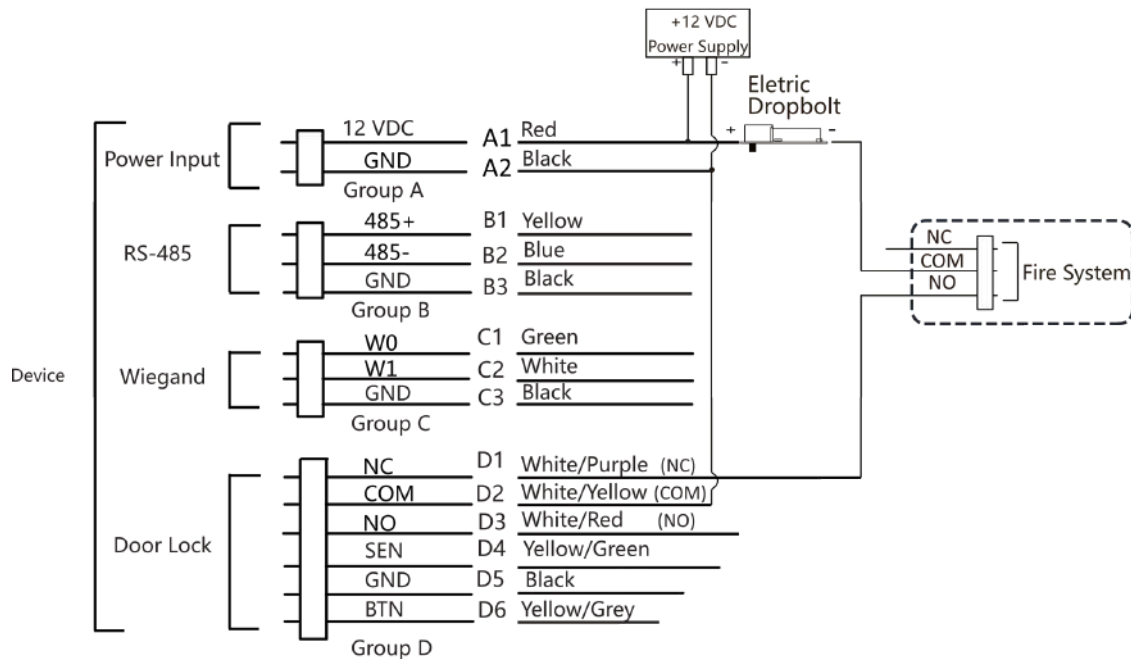 +12 VDC
Power Supply
+ -
Eletric
Dropbolt
+ -
Device
Power Input
12 VDC A1 Red
GND A2 Black
Group A
RS-485
485+ B1 Yellow
485- B2 Blue
GND B3 Black
Group B
Wiegand
W0 C1 Green
W1 C2 White
GND C3 Black
Group C
Door Lock
NC D1 White/Purple (NC)
COM D2 White/Yellow (COM)
NO D3 White/Red (NO)
SEN D4 Yellow/Green
GND D5 Black
BTN D6 Yellow/Grey
Group D
NC
COM
NO
Fire System